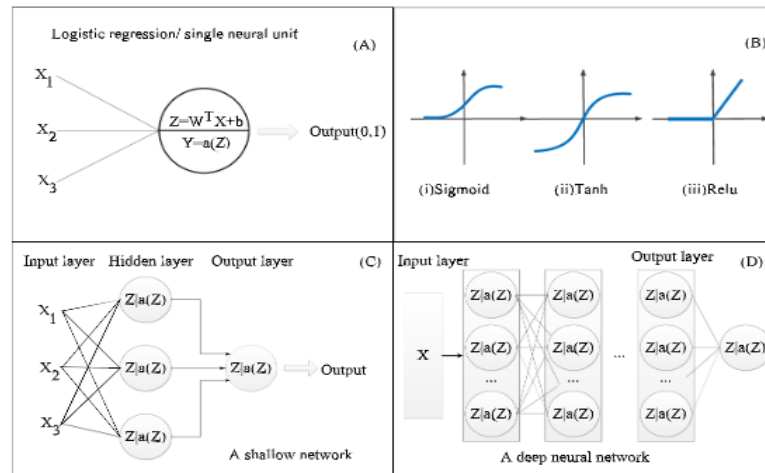 Logistic regression/ single neural unit
(A)
X1
X2
X3
Z=W^T X+b
Y=a(Z)
Output(0,1)
(B)
(i)Sigmoid
(ii)Tanh
(iii)Relu
(C)
Input layer Hidden layer Output layer
X1
X2
X3
Z|a(Z)
Z|a(Z)
Z|a(Z)
Z|a(Z)
Output
A shallow network
(D)
Input layer
Output layer
X
Z|a(Z) Z|a(Z) Z|a(Z)
Z|a(Z) Z|a(Z) ... Z|a(Z) Z|a(Z)
... ... ...
Z|a(Z) Z|a(Z) Z|a(Z)
A deep neural network